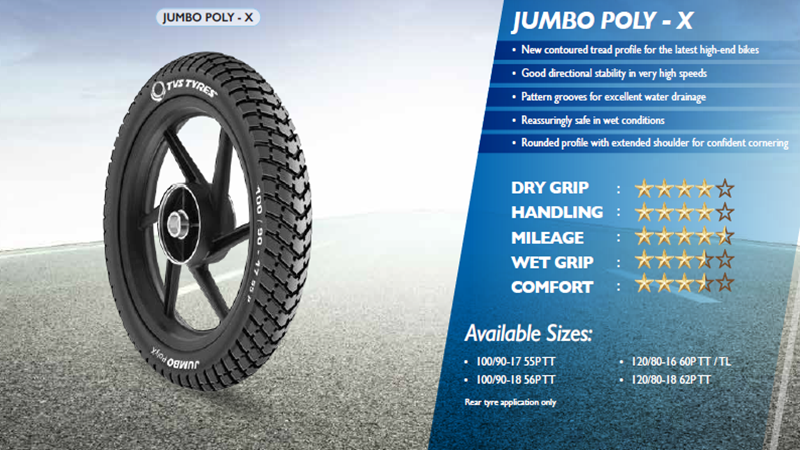 JUMBO POLY - X
TVS TYRES
100 / 90 - 17 55 P
JUMBO POLY X
JUMBO POLY - X
• New contoured tread profile for the latest high-end bikes
• Good directional stability in very high speeds
• Pattern grooves for excellent water drainage
• Reassuringly safe in wet conditions
• Rounded profile with extended shoulder for confident cornering
DRY GRIP :
HANDLING :
MILEAGE :
WET GRIP :
COMFORT :
Available Sizes:
• 100/90-17 55P TT
• 100/90-18 56P TT
• 120/80-16 60P TT / TL
• 120/80-18 62P TT
Rear tyre application only